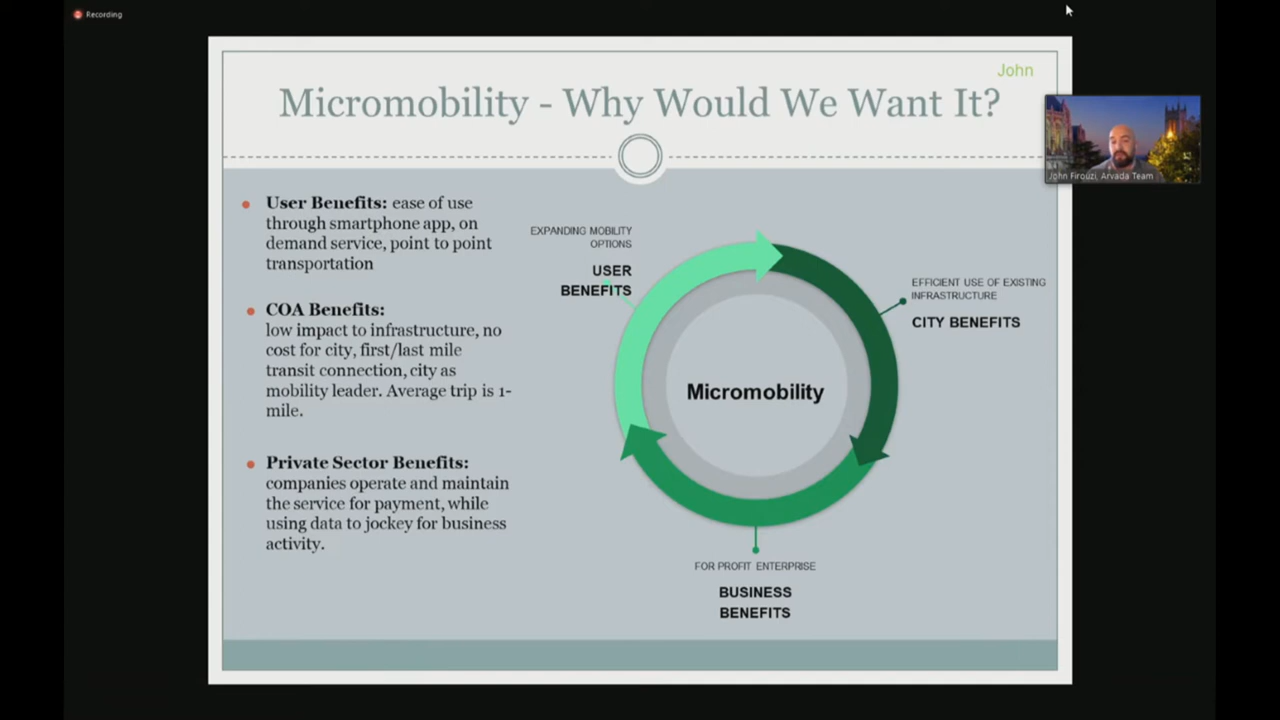 Recording
John
Micromobility - Why Would We Want It?
John Firouzi, Arvada Team
User Benefits: ease of use
through smartphone app, on
demand service, point to point
transportation
COA Benefits:
low impact to infrastructure, no
cost for city, first/last mile
transit connection, city as
mobility leader. Average trip is 1-
mile.
Private Sector Benefits:
companies operate and maintain
the service for payment, while
using data to jockey for business
activity.
EXPANDING MOBILITY
OPTIONS
USER
BENEFITS
EFFICIENT USE OF EXISTING
INFRASTRUCTURE
CITY BENEFITS
Micromobility
FOR PROFIT ENTERPRISE
BUSINESS
BENEFITS